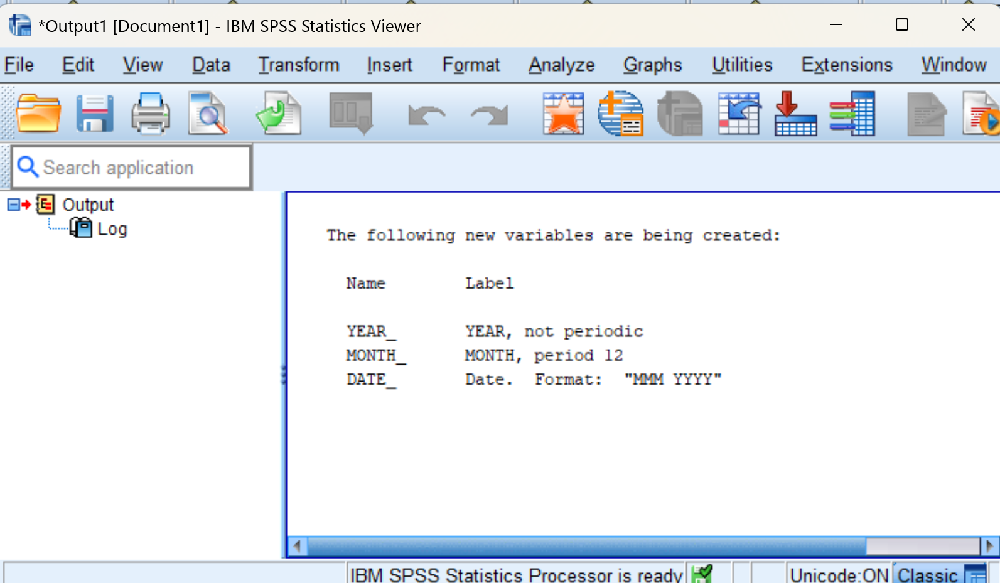 *Output1 [Document1] - IBM SPSS Statistics Viewer
File Edit View Data Transform Insert Format Analyze Graphs Utilities Extensions Window
Search application
Output
Log
The following new variables are being created:
Name Label
YEAR_ YEAR, not periodic
MONTH_ MONTH, period 12
DATE_ Date. Format: "MMM YYYY"
IBM SPSS Statistics Processor is ready Unicode:ON Classic